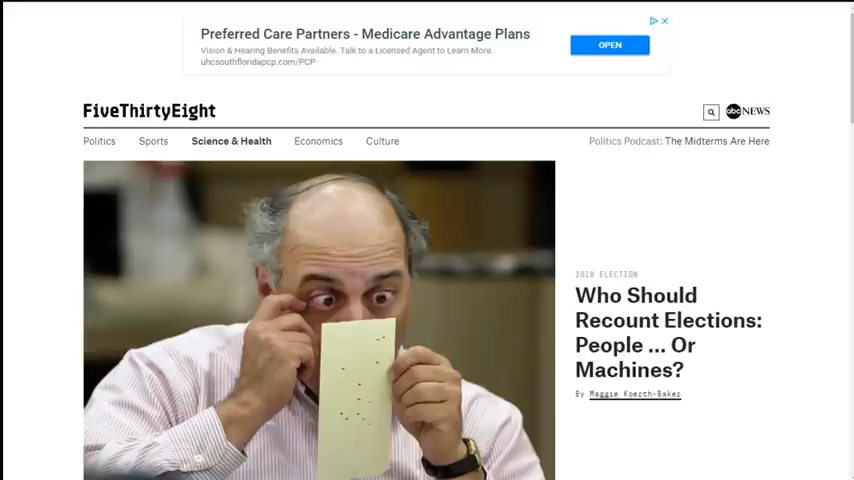 Preferred Care Partners - Medicare Advantage Plans
Vision & Hearing Benefits Available. Talk to a Licensed Agent to Learn More.
uhcsouthfloridapcp.com/PCP
OPEN
FiveThirtyEight
abc NEWS
Politics Sports Science & Health Economics Culture
Politics Podcast: The Midterms Are Here
2018 ELECTION
Who Should
Recount Elections:
People ... Or
Machines?
By Maggie Koerth-Baker